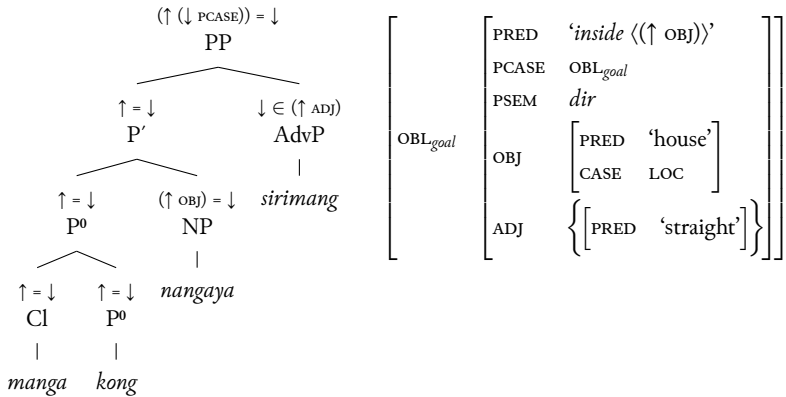 (↑ (↓ PCASE)) = ↓
PP
↑ = ↓ ↓ ∈ (↑ ADJ)
P′ AdvP
↑ = ↓ (↑ OBJ) = ↓ sirimang
P⁰ NP
↑ = ↓ ↑ = ↓ nangaya
Cl P⁰
manga kong
OBLgoal
PRED ‘inside ⟨(↑ OBJ)⟩’
PCASE OBLgoal
PSEM dir
OBJ
PRED ‘house’
CASE LOC
ADJ {[PRED ‘straight’]}